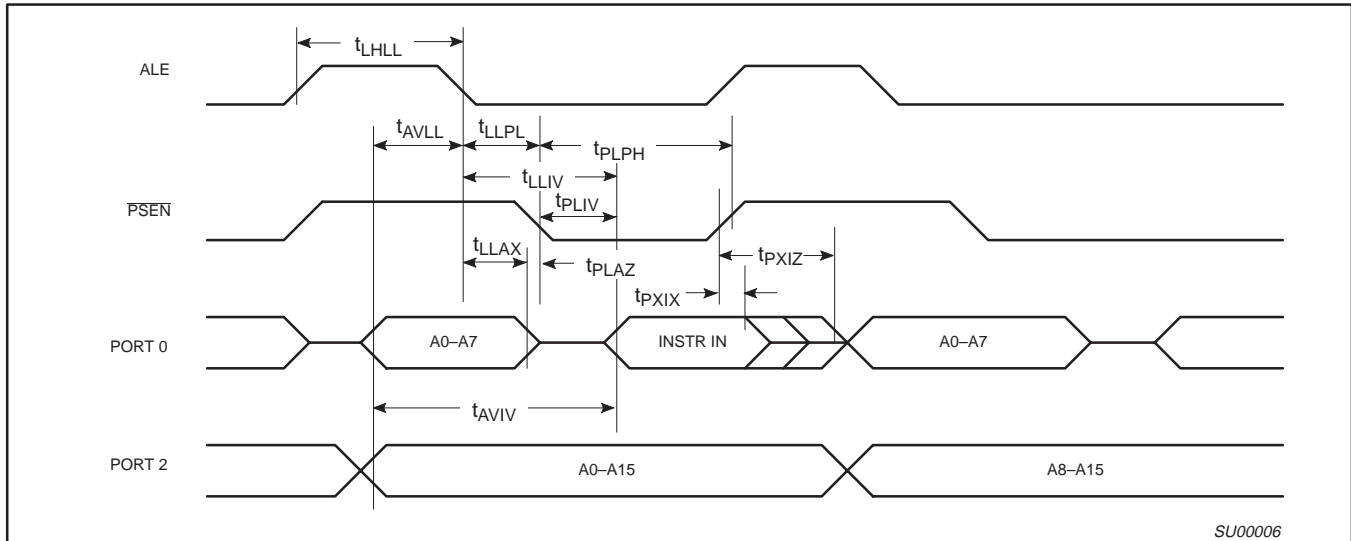 tLHLL
ALE
tAVLL tLLPL tPLPH
tLLIV
PSEN
tPLIV
tLLAX tPLAZ tPXIZ
tPXIX
PORT 0 A0–A7 INSTR IN A0–A7
tAVIV
PORT 2 A0–A15 A8–A15
SU00006